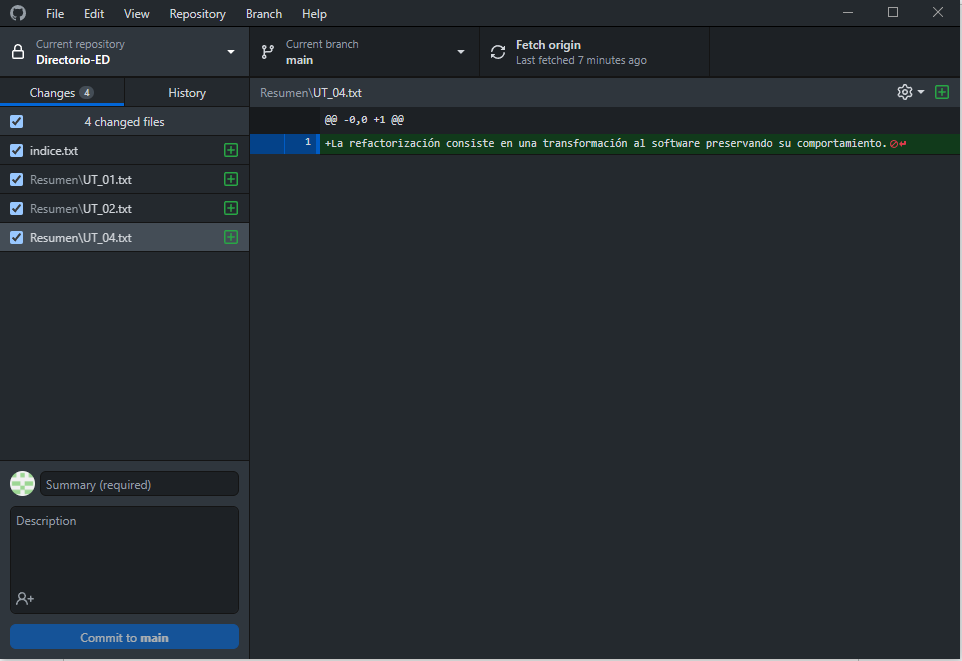 File Edit View Repository Branch Help
Current repository
Directorio-ED
Current branch
main
Fetch origin
Last fetched 7 minutes ago
Changes 4
History
4 changed files
indice.txt
Resumen\UT_01.txt
Resumen\UT_02.txt
Resumen\UT_04.txt
Summary (required)
Description
Commit to main
Resumen\UT_04.txt
@@ -0,0 +1 @@
1 +La refactorización consiste en una transformación al software preservando su comportamiento.